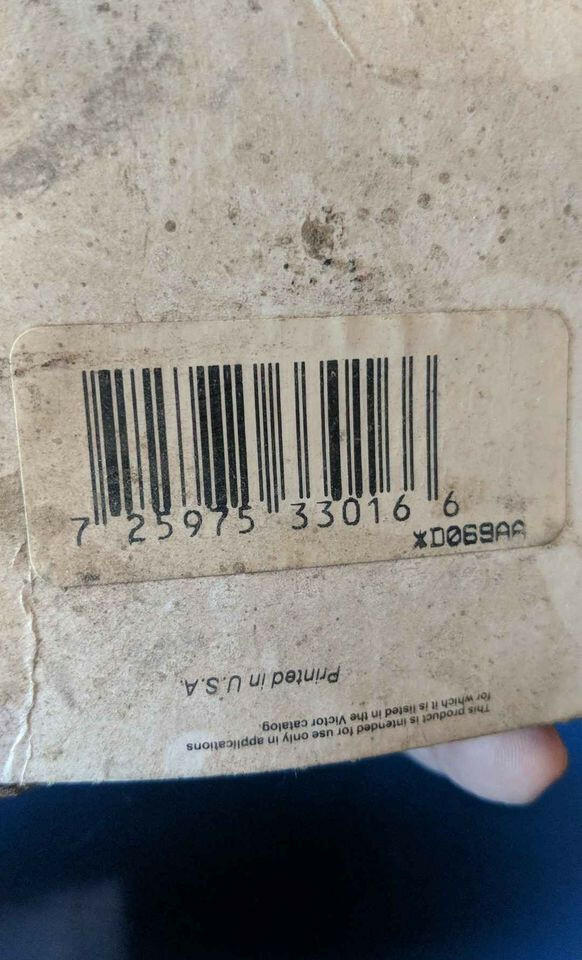 7 25975 33016 6
*D069AA
This product is intended for use only in applications
for which it is listed in the Victor catalog.
Printed in U.S.A.